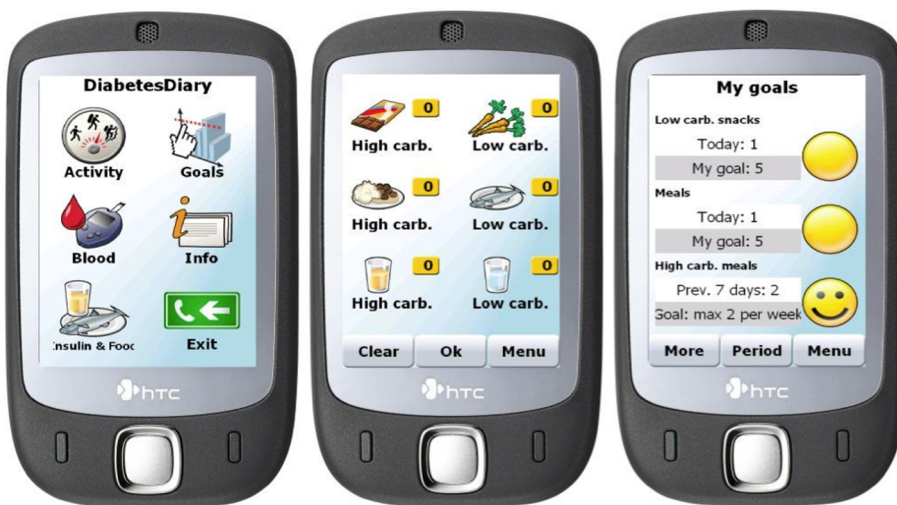 DiabetesDiary
Activity
Goals
Blood
Info
Insulin & Food
Exit
hTC
0
0
High carb.
Low carb.
0
0
High carb.
Low carb.
0
0
High carb.
Low carb.
Clear
Ok
Menu
hTC
My goals
Low carb. snacks
Today: 1
My goal: 5
Meals
Today: 1
My goal: 5
High carb. meals
Prev. 7 days: 2
Goal: max 2 per week
More
Period
Menu
hTC